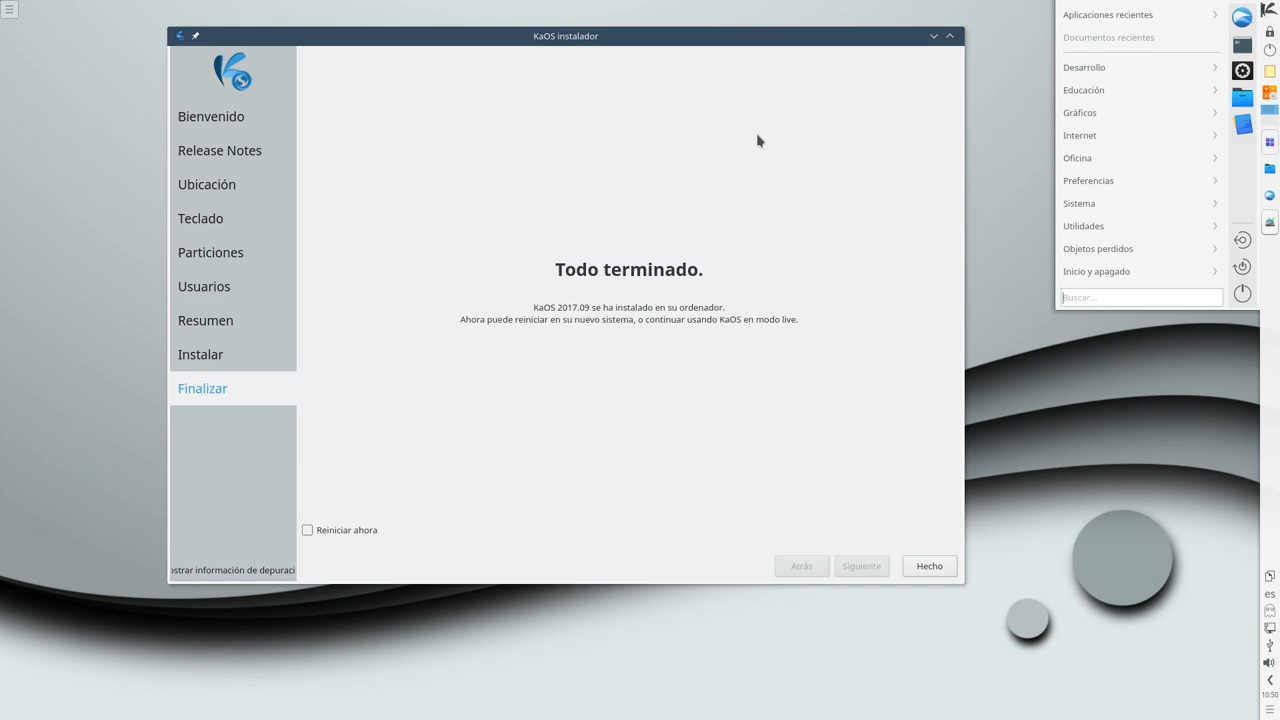 KaOS instalador
Bienvenido
Release Notes
Ubicación
Teclado
Particiones
Usuarios
Resumen
Instalar
Finalizar
ostrar información de depuraci
Todo terminado.
KaOS 2017.09 se ha instalado en su ordenador.
Ahora puede reiniciar en su nuevo sistema, o continuar usando KaOS en modo live.
Reiniciar ahora
Atrás
Siguiente
Hecho
Aplicaciones recientes
Documentos recientes
Desarrollo
Educación
Gráficos
Internet
Oficina
Preferencias
Sistema
Utilidades
Objetos perdidos
Inicio y apagado
Buscar...
es
10:50